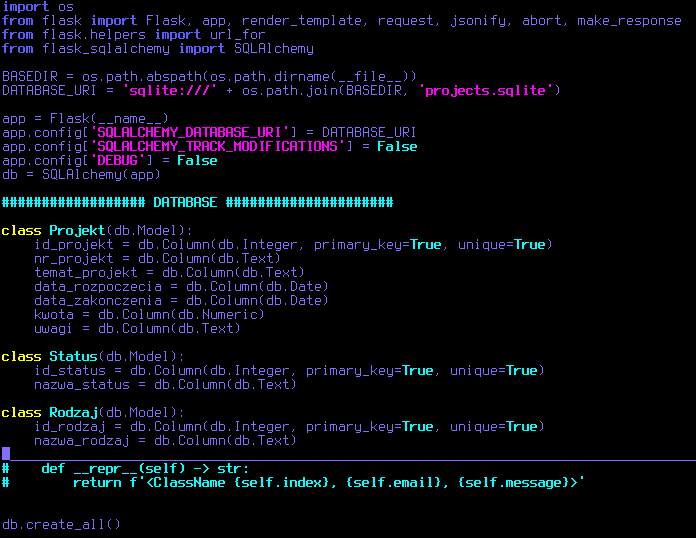 import os
from flask import Flask, app, render_template, request, jsonify, abort, make_response
from flask.helpers import url_for
from flask_sqlalchemy import SQLAlchemy

BASEDIR = os.path.abspath(os.path.dirname(__file__))
DATABASE_URI = 'sqlite:///' + os.path.join(BASEDIR, 'projects.sqlite')

app = Flask(__name__)
app.config['SQLALCHEMY_DATABASE_URI'] = DATABASE_URI
app.config['SQLALCHEMY_TRACK_MODIFICATIONS'] = False
app.config['DEBUG'] = False
db = SQLAlchemy(app)

################## DATABASE #####################

class Projekt(db.Model):
    id_projekt = db.Column(db.Integer, primary_key=True, unique=True)
    nr_projekt = db.Column(db.Text)
    temat_projekt = db.Column(db.Text)
    data_rozpoczecia = db.Column(db.Date)
    data_zakonczenia = db.Column(db.Date)
    kwota = db.Column(db.Numeric)
    uwagi = db.Column(db.Text)

class Status(db.Model):
    id_status = db.Column(db.Integer, primary_key=True, unique=True)
    nazwa_status = db.Column(db.Text)

class Rodzaj(db.Model):
    id_rodzaj = db.Column(db.Integer, primary_key=True, unique=True)
    nazwa_rodzaj = db.Column(db.Text)

#    def __repr__(self) -> str:
#        return f'<ClassName {self.index}, {self.email}, {self.message}>'


db.create_all()